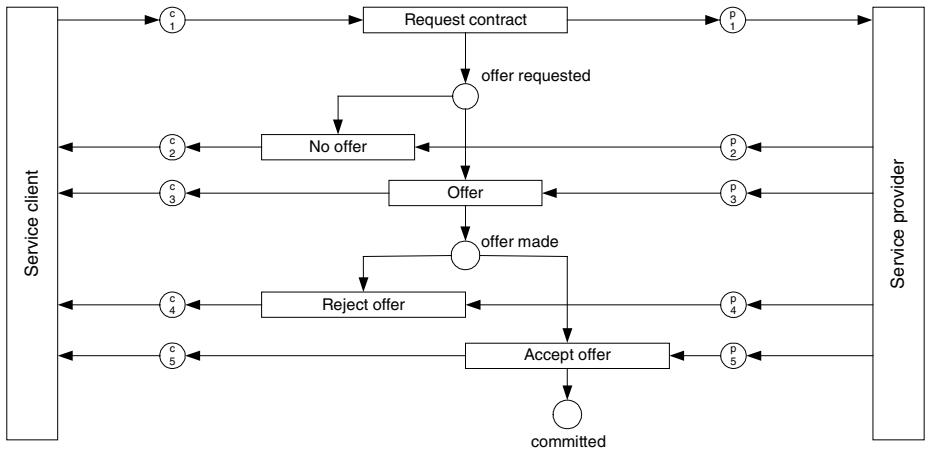 c
1
Request contract
p
1
offer requested
c
2
No offer
p
2
c
3
Offer
p
3
Service client
Service provider
offer made
c
4
Reject offer
p
4
c
5
Accept offer
p
5
committed